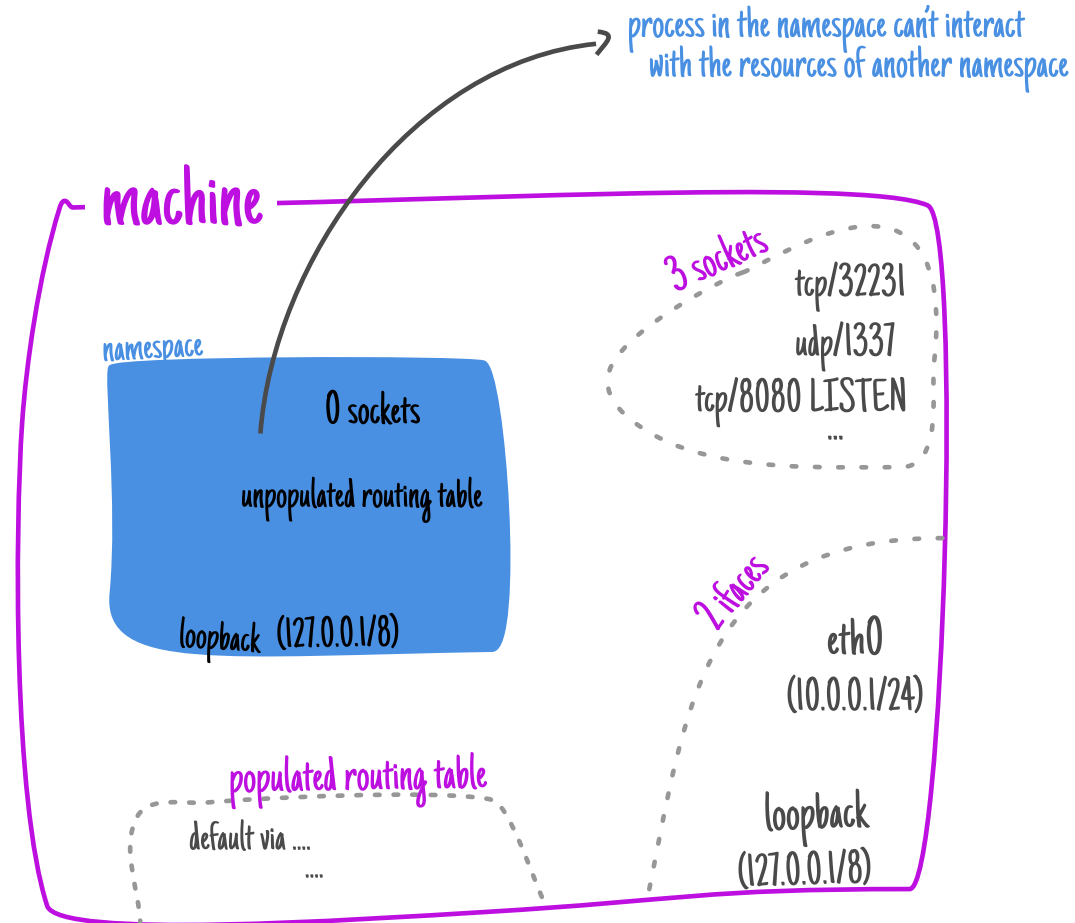 process in the namespace can't interact
with the resources of another namespace
machine
3 sockets
tcp/32231
udp/1337
tcp/8080 LISTEN
...
namespace
0 sockets
unpopulated routing table
loopback (127.0.0.1/8)
2 ifaces
eth0
(10.0.0.1/24)
loopback
(127.0.0.1/8)
populated routing table
default via ....
....